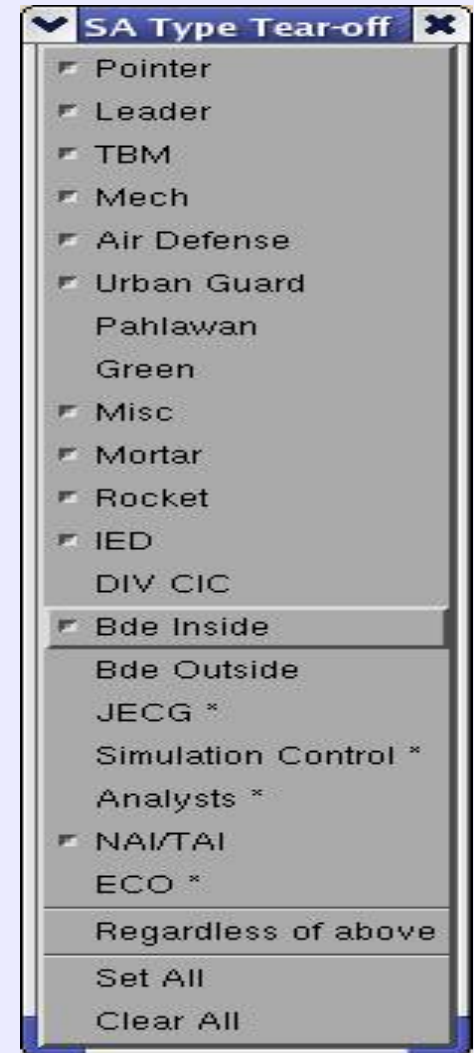 SA Type Tear-off
Pointer
Leader
TBM
Mech
Air Defense
Urban Guard
Pahlawan
Green
Misc
Mortar
Rocket
IED
DIV CIC
Bde Inside
Bde Outside
JECG *
Simulation Control *
Analysts *
NAI/TAI
ECO *
Regardless of above
Set All
Clear All